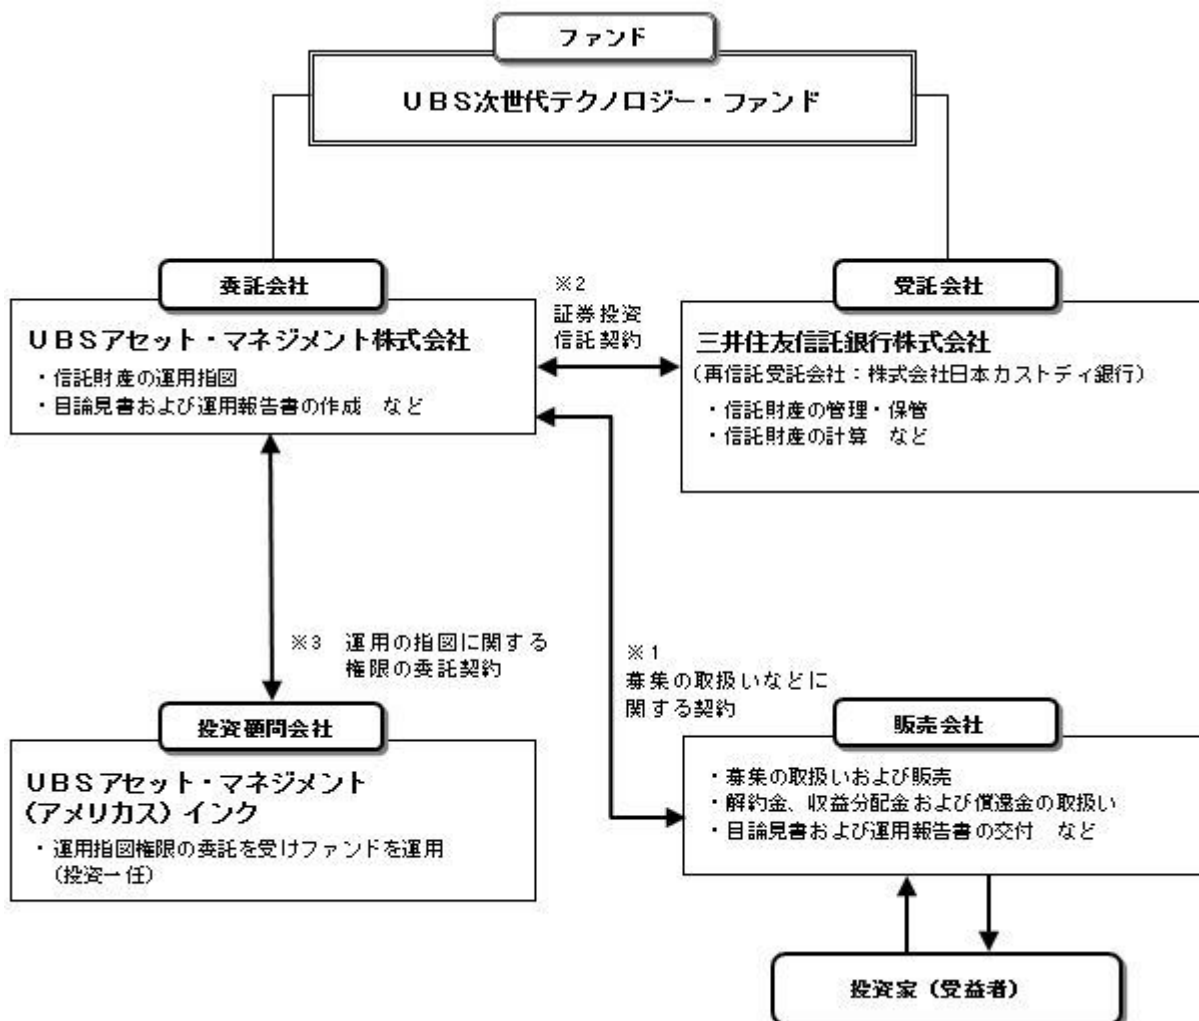 ファンド
UBS次世代テクノロジー・ファンド
委託会社
UBSアセット・マネジメント株式会社
・信託財産の運用指図
・目論見書および運用報告書の作成 など
※2
証券投資
信託契約
受託会社
三井住友信託銀行株式会社
(再信託受託会社:株式会社日本カストディ銀行)
・信託財産の管理・保管
・信託財産の計算 など
※3 運用の指図に関する
権限の委託契約
※1
募集の取扱いなどに
関する契約
投資顧問会社
UBSアセット・マネジメント
(アメリカス)インク
・運用指図権限の委託を受けファンドを運用
(投資一任)
販売会社
・募集の取扱いおよび販売
・解約金、収益分配金および償還金の取扱い
・目論見書および運用報告書の交付 など
投資家(受益者)